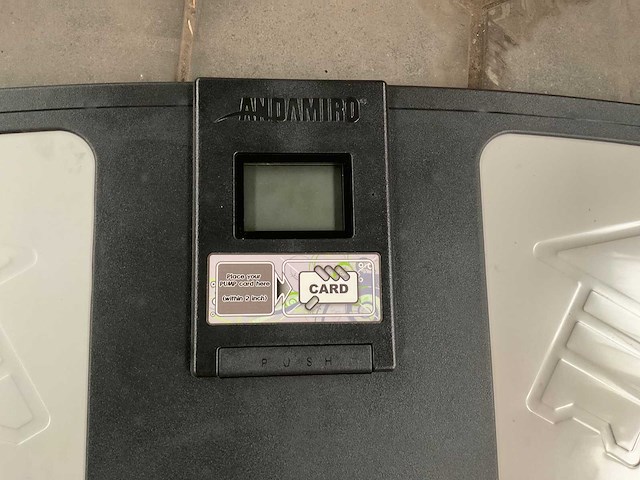 ANDAMIRO
Place your
PUMP card here
(within 2 inch)
CARD
PUSH